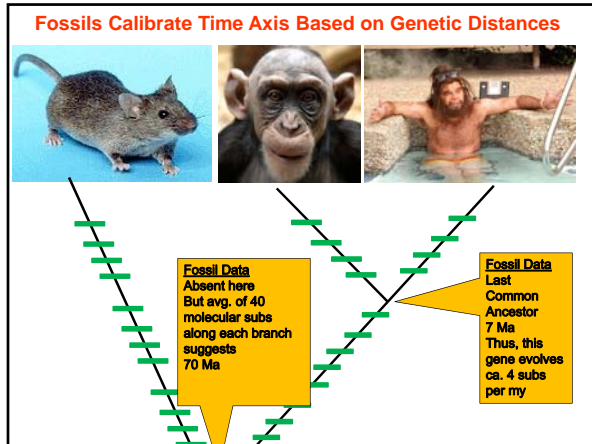 Fossils Calibrate Time Axis Based on Genetic Distances
Fossil Data
Absent here
But avg. of 40
molecular subs
along each branch
suggests
70 Ma
Fossil Data
Last
Common
Ancestor
7 Ma
Thus, this
gene evolves
ca. 4 subs
per my